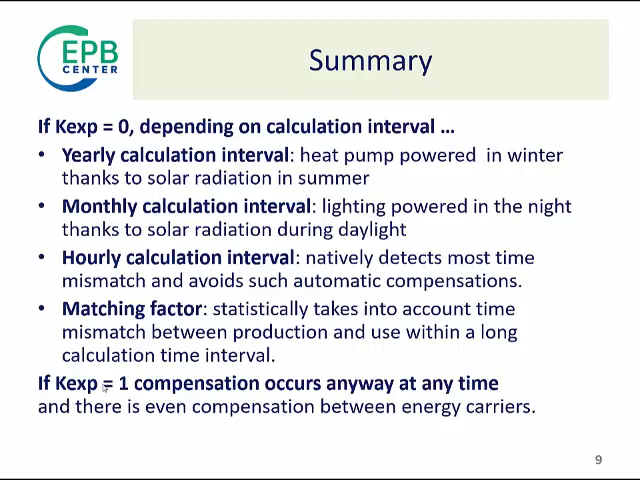 EPB
CENTER
Summary
If Kexp = 0, depending on calculation interval ...
• Yearly calculation interval: heat pump powered in winter
thanks to solar radiation in summer
• Monthly calculation interval: lighting powered in the night
thanks to solar radiation during daylight
• Hourly calculation interval: natively detects most time
mismatch and avoids such automatic compensations.
• Matching factor: statistically takes into account time
mismatch between production and use within a long
calculation time interval.
If Kexp = 1 compensation occurs anyway at any time
and there is even compensation between energy carriers.
9